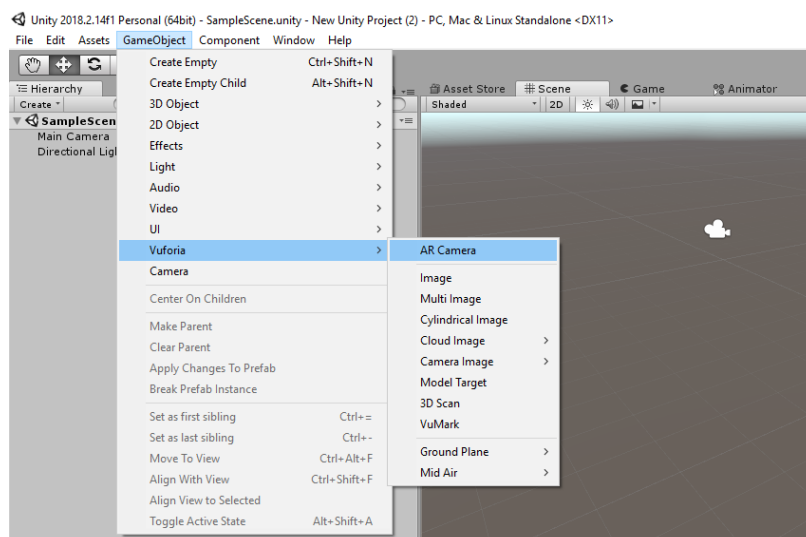 Unity 2018.2.14f1 Personal (64bit) - SampleScene.unity - New Unity Project (2) - PC, Mac & Linux Standalone <DX11>
File Edit Assets GameObject Component Window Help
Hierarchy
Create
SampleScen
Main Camera
Directional Ligl
Create Empty Ctrl+Shift+N
Create Empty Child Alt+Shift+N
3D Object
2D Object
Effects
Light
Audio
Video
UI
Vuforia
Camera
Center On Children
Make Parent
Clear Parent
Apply Changes To Prefab
Break Prefab Instance
Set as first sibling Ctrl+=
Set as last sibling Ctrl+-
Move To View Ctrl+Alt+F
Align With View Ctrl+Shift+F
Align View to Selected
Toggle Active State Alt+Shift+A
AR Camera
Image
Multi Image
Cylindrical Image
Cloud Image
Camera Image
Model Target
3D Scan
VuMark
Ground Plane
Mid Air
Asset Store Scene Game Animator
Shaded 2D